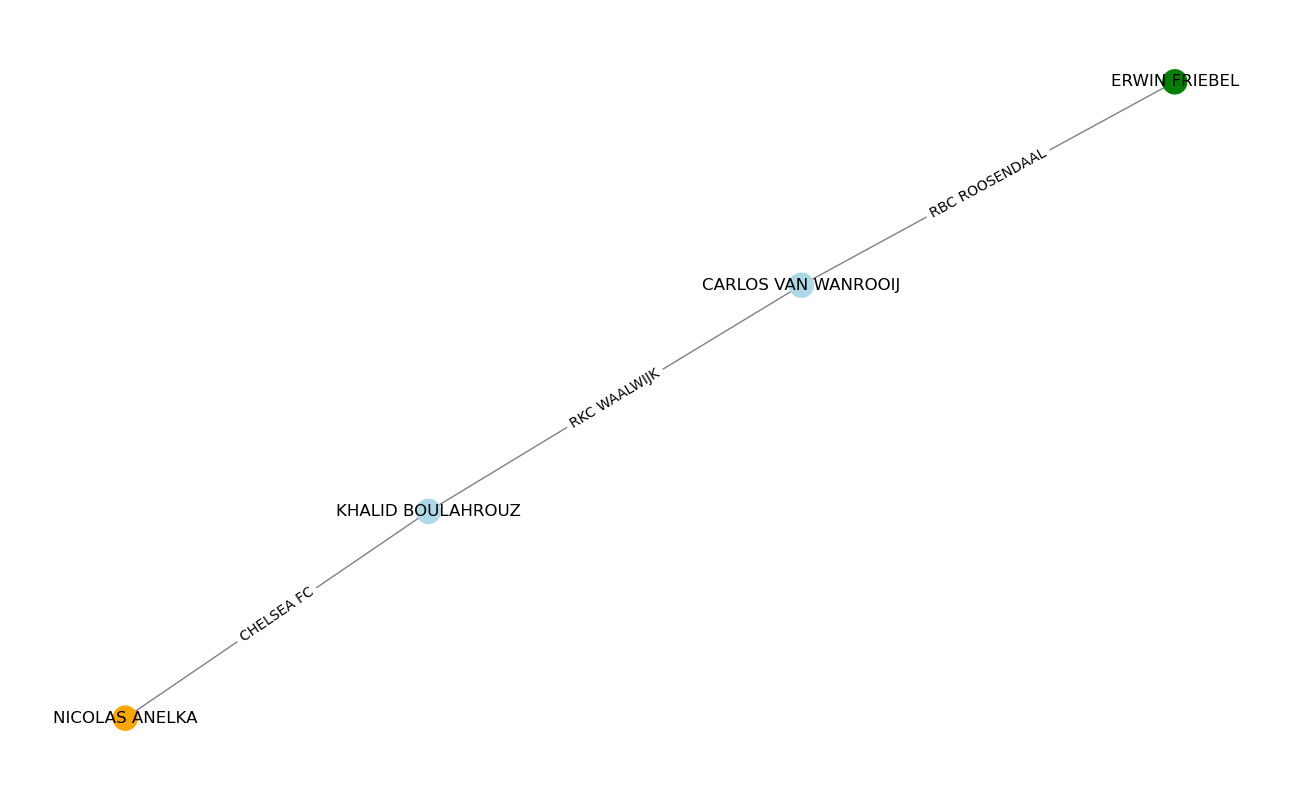 ERWIN FRIEBEL
RBC ROOSENDAAL
CARLOS VAN WANROOIJ
RKC WAALWIJK
KHALID BOULAHROUZ
CHELSEA FC
NICOLAS ANELKA